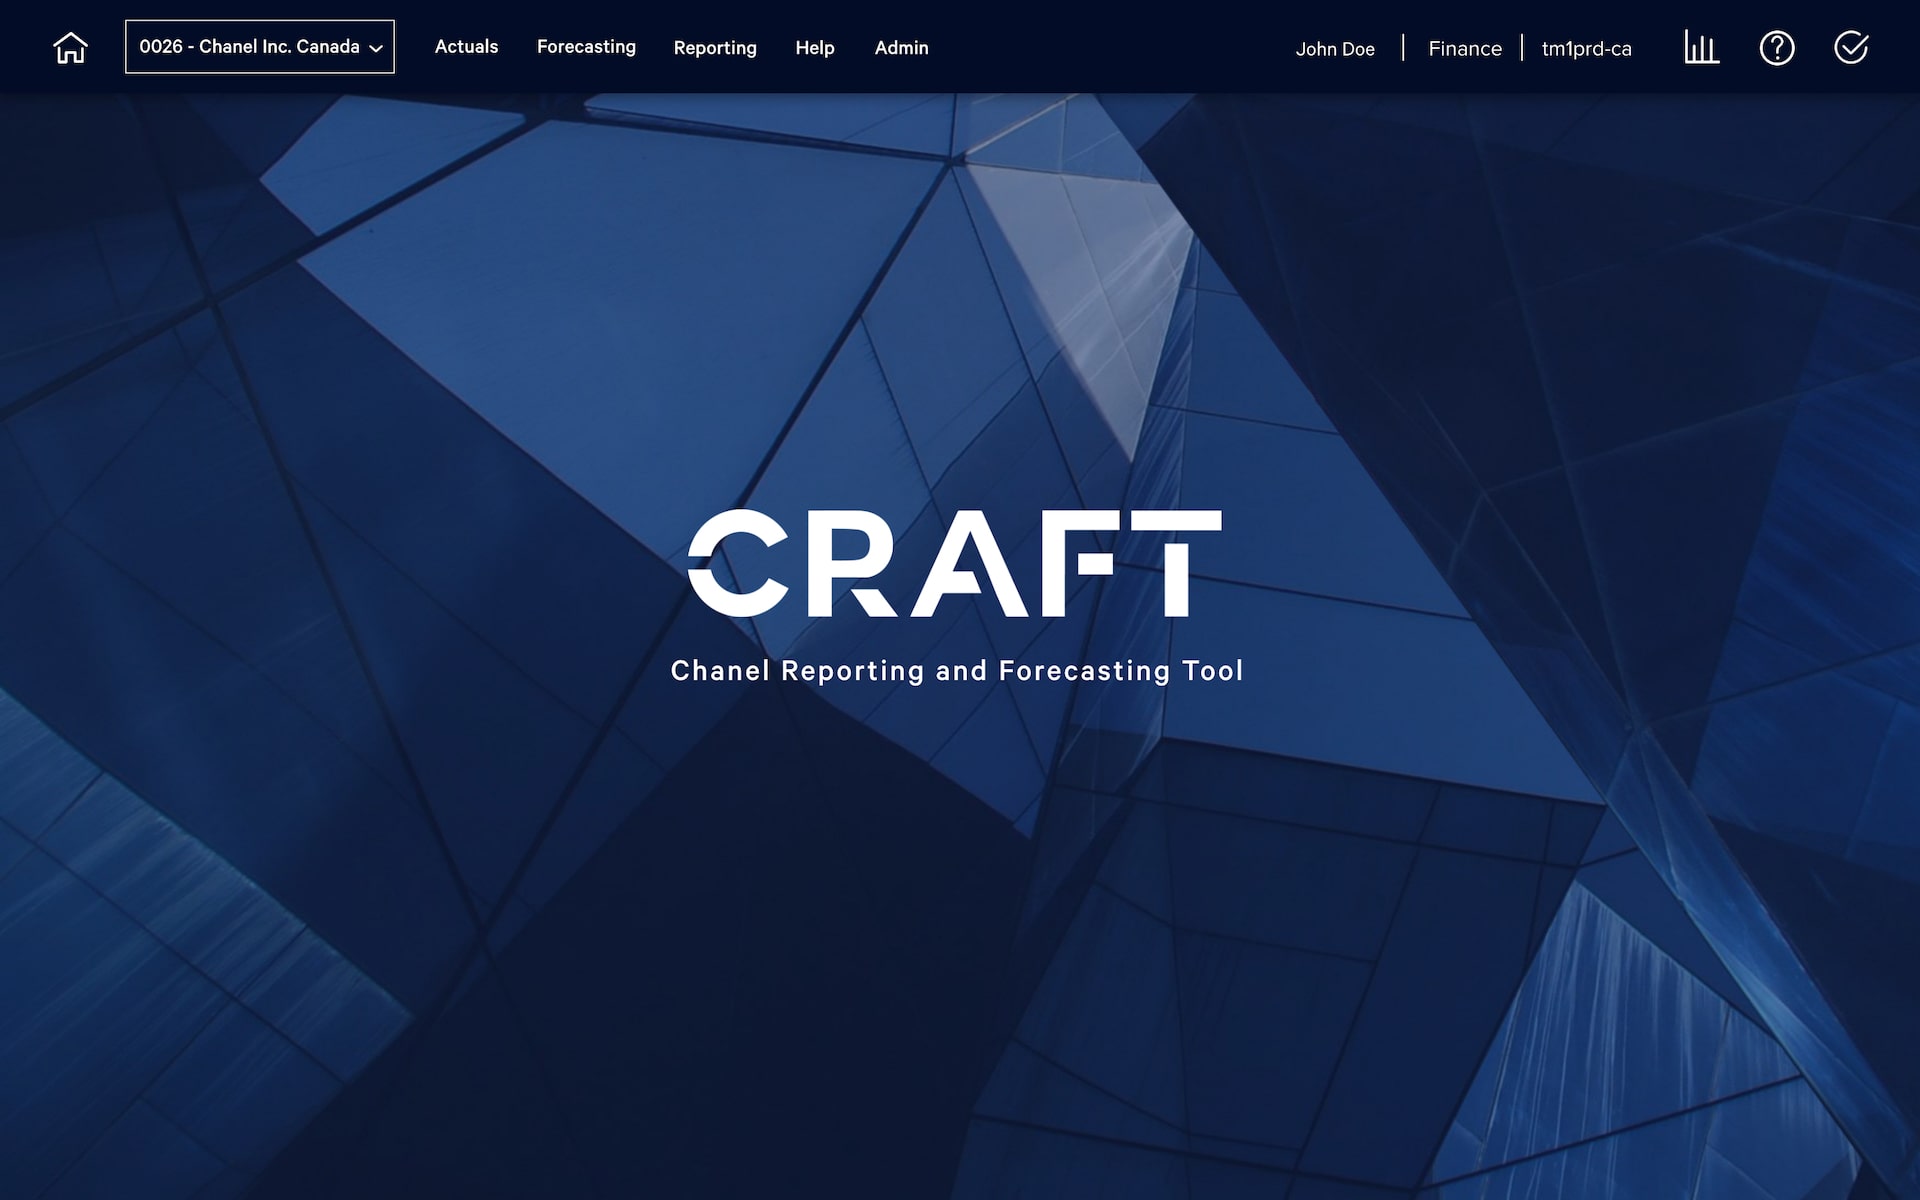 0026 - Chanel Inc. Canada Actuals Forecasting Reporting Help Admin John Doe Finance tm1prd-ca
CRAFT
Chanel Reporting and Forecasting Tool